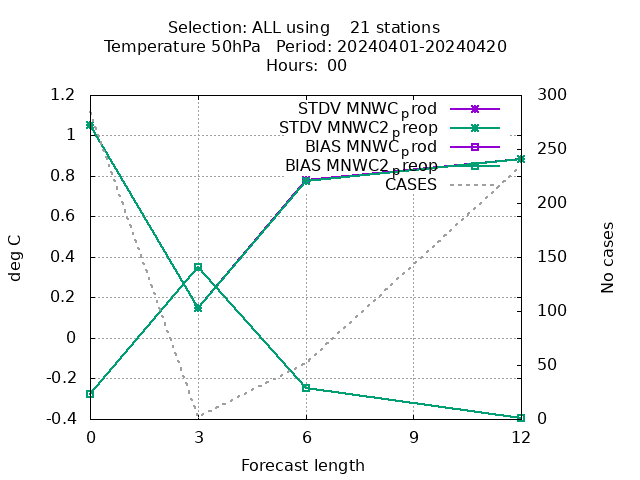 Selection: ALL using 21 stations
Temperature 50hPa Period: 20240401-20240420
Hours: 00
STDV MNWC_prod
STDV MNWC2_preop
BIAS MNWC_prod
BIAS MNWC2_preop
CASES
1.2
1
0.8
0.6
0.4
0.2
0
-0.2
-0.4
deg C
300
250
200
150
100
50
0
No cases
0 3 6 9 12
Forecast length